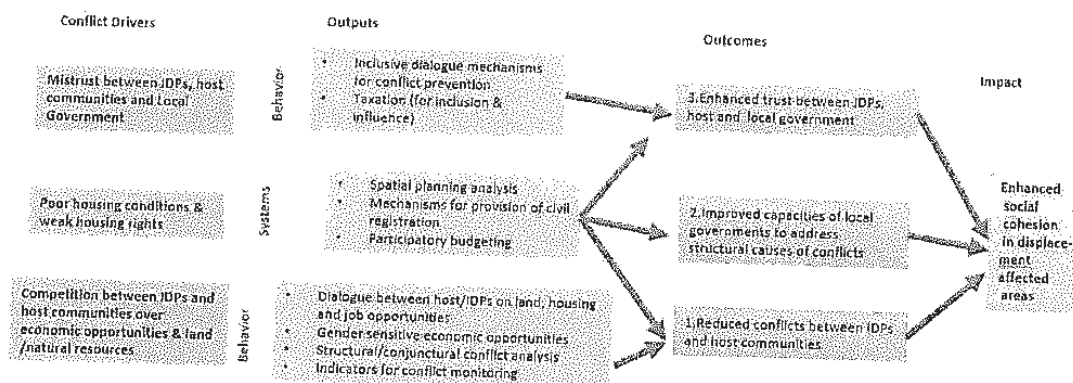 Conflict Drivers
Outputs
Outcomes
Impact
Mistrust between IDPs, host
communities and Local
Government
Behavior
• Inclusive dialogue mechanisms
for conflict prevention
• Taxation (for inclusion &
influence)
3.Enhanced trust between IDPs,
host and local government
Poor housing conditions &
weak housing rights
Systems
• Spatial planning analysis
• Mechanisms for provision of civil
registration
• Participatory budgeting
2.Improved capacities of local
governments to address
structural causes of conflicts
Enhanced
social
cohesion
in displace-
ment
affected
areas
Competition between IDPs and
host communities over
economic opportunities & land
/natural resources
Behavior
• Dialogue between host/IDPs on land, housing
and job opportunities
• Gender sensitive economic opportunities
• Structural/conjunctural conflict analysis
• Indicators for conflict monitoring
1.Reduced conflicts between IDPs
and host communities